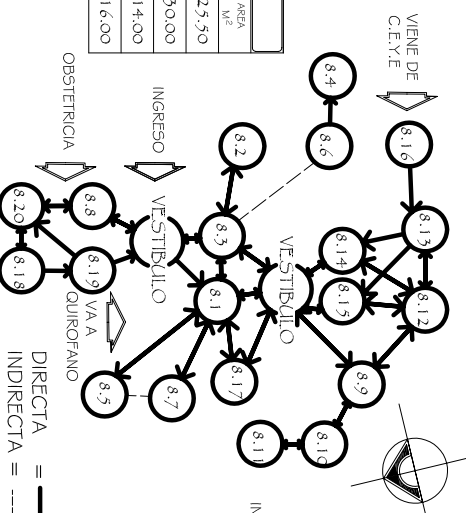 AREA
M²
25.50
30.00
14.00
16.00
VIENE DE
C.E.Y.E
INGRESO
OBSTETRICIA
8.4
8.6
8.16
8.2
8.13
8.14
8.15
8.12
8.3
VESTIBULO
VESTIBULO
8.1
8.9
8.17
8.10
8.11
8.8
8.19
8.20
8.18
VA A
QUIROFANO
8.5
8.7
DIRECTA =
INDIRECTA = ---